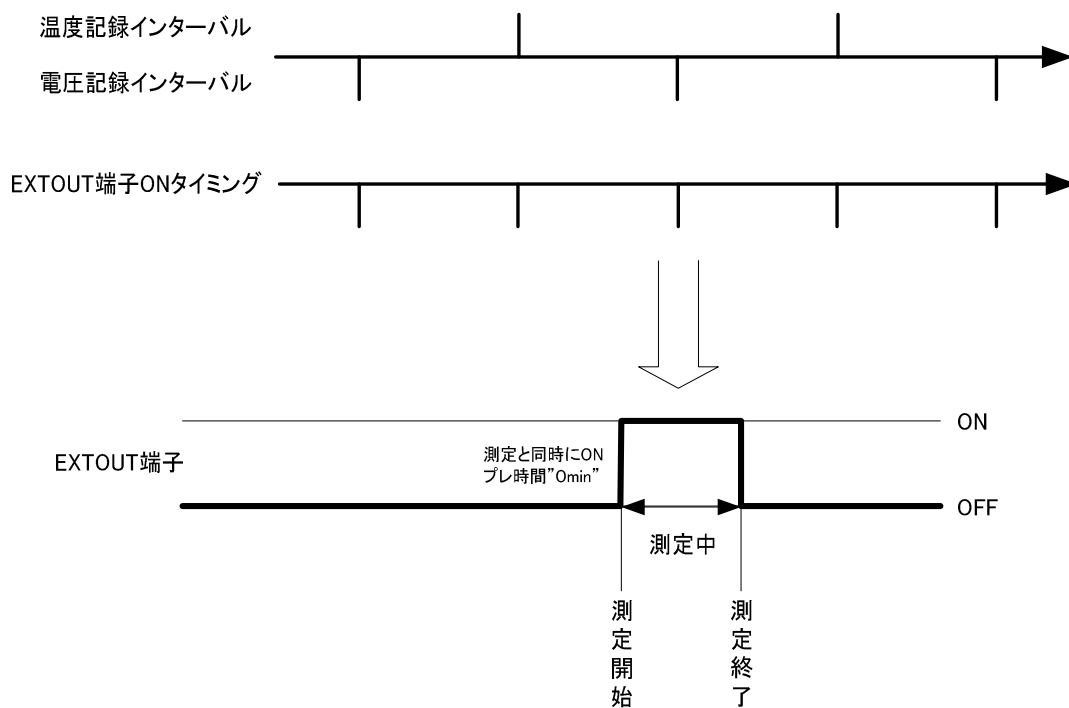 温度記録インターバル
電圧記録インターバル
EXTOUT端子ONタイミング
ON
測定と同時にON
プレ時間”0min”
EXTOUT端子
OFF
測定中
測定開始
測定終了